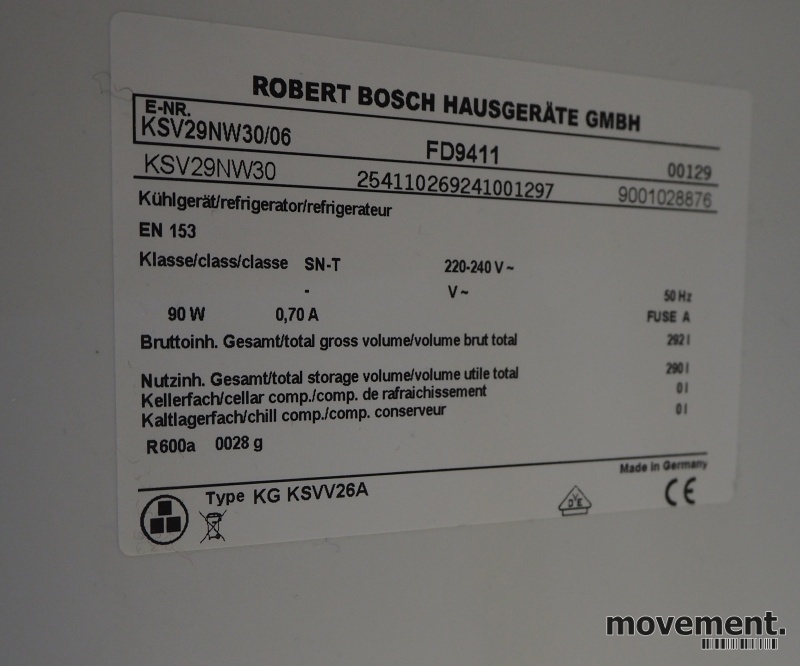 ROBERT BOSCH HAUSGERÄTE GMBH
E-NR.
KSV29NW30/06 FD9411 00129
KSV29NW30 254110269241001297 9001028876
Kühlgerät/refrigerator/refrigerateur
EN 153
Klasse/class/classe SN-T 220-240 V ~
- V ~ 50 Hz
90 W 0,70 A FUSE A
Bruttoinh. Gesamt/total gross volume/volume brut total 292 l
Nutzinh. Gesamt/total storage volume/volume utile total 290 l
Kellerfach/cellar comp./comp. de rafraichissement 0 l
Kaltlagerfach/chill comp./comp. conserveur 0 l
R600a 0028 g
Made in Germany
Type KG KSVV26A
DVE
CE
movement.